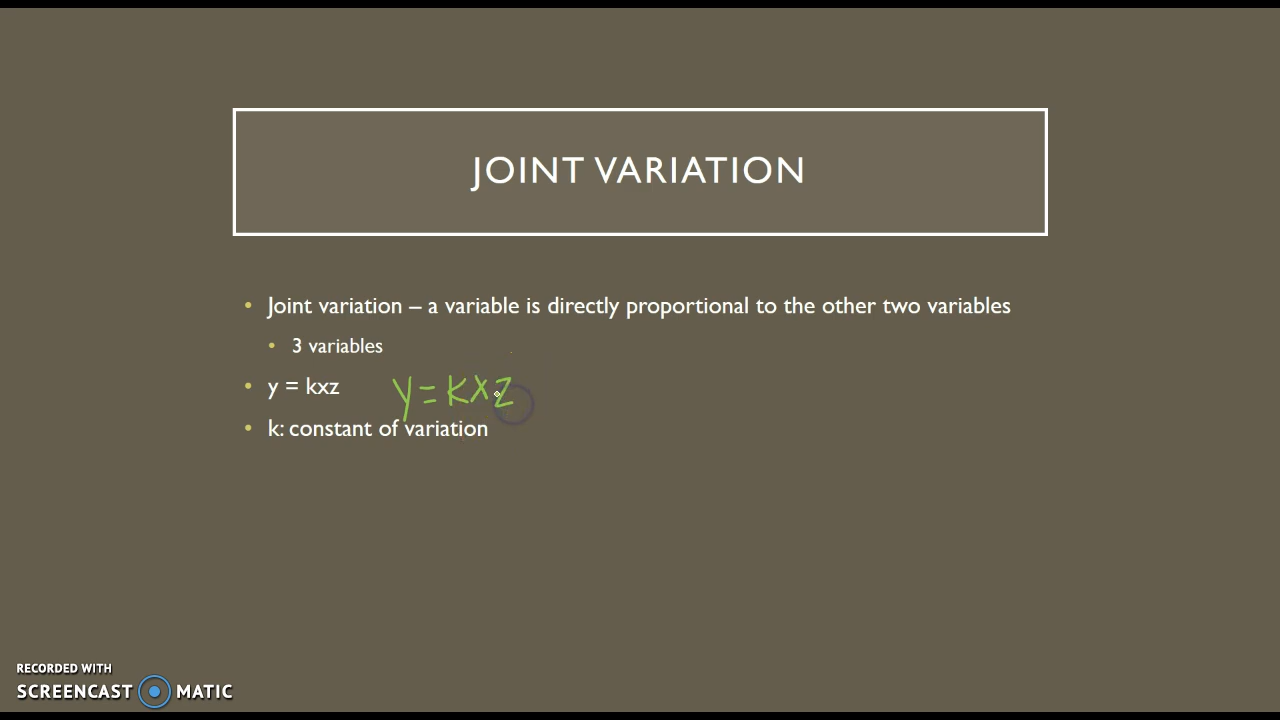 JOINT VARIATION
• Joint variation – a variable is directly proportional to the other two variables
• 3 variables
• y = kxz y = kxz
• k: constant of variation
RECORDED WITH
SCREENCAST MATIC